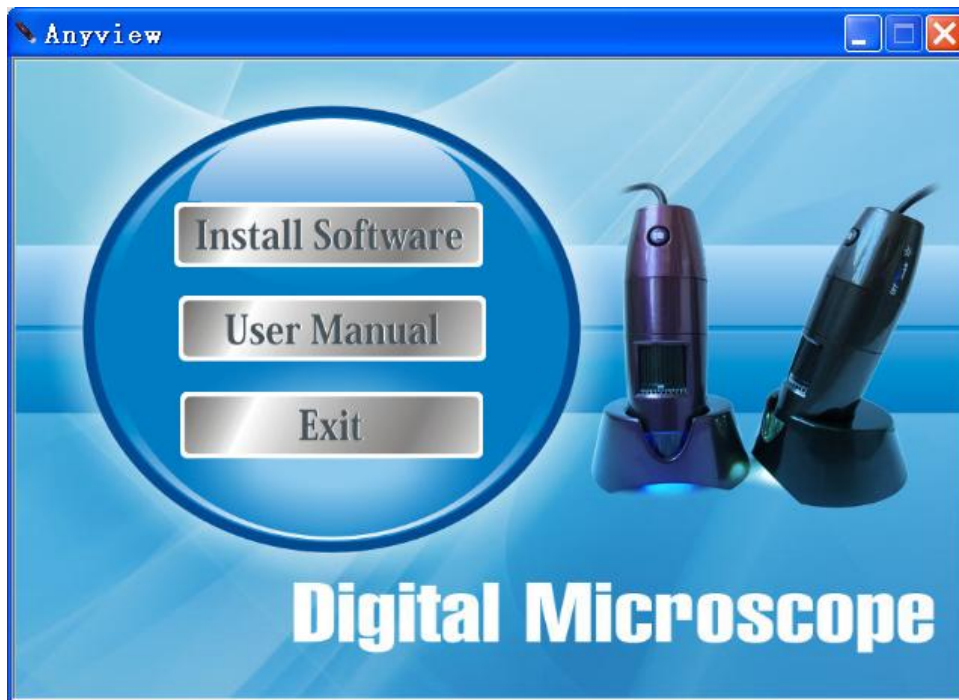 Anyview
Install Software
User Manual
Exit
Digital Microscope